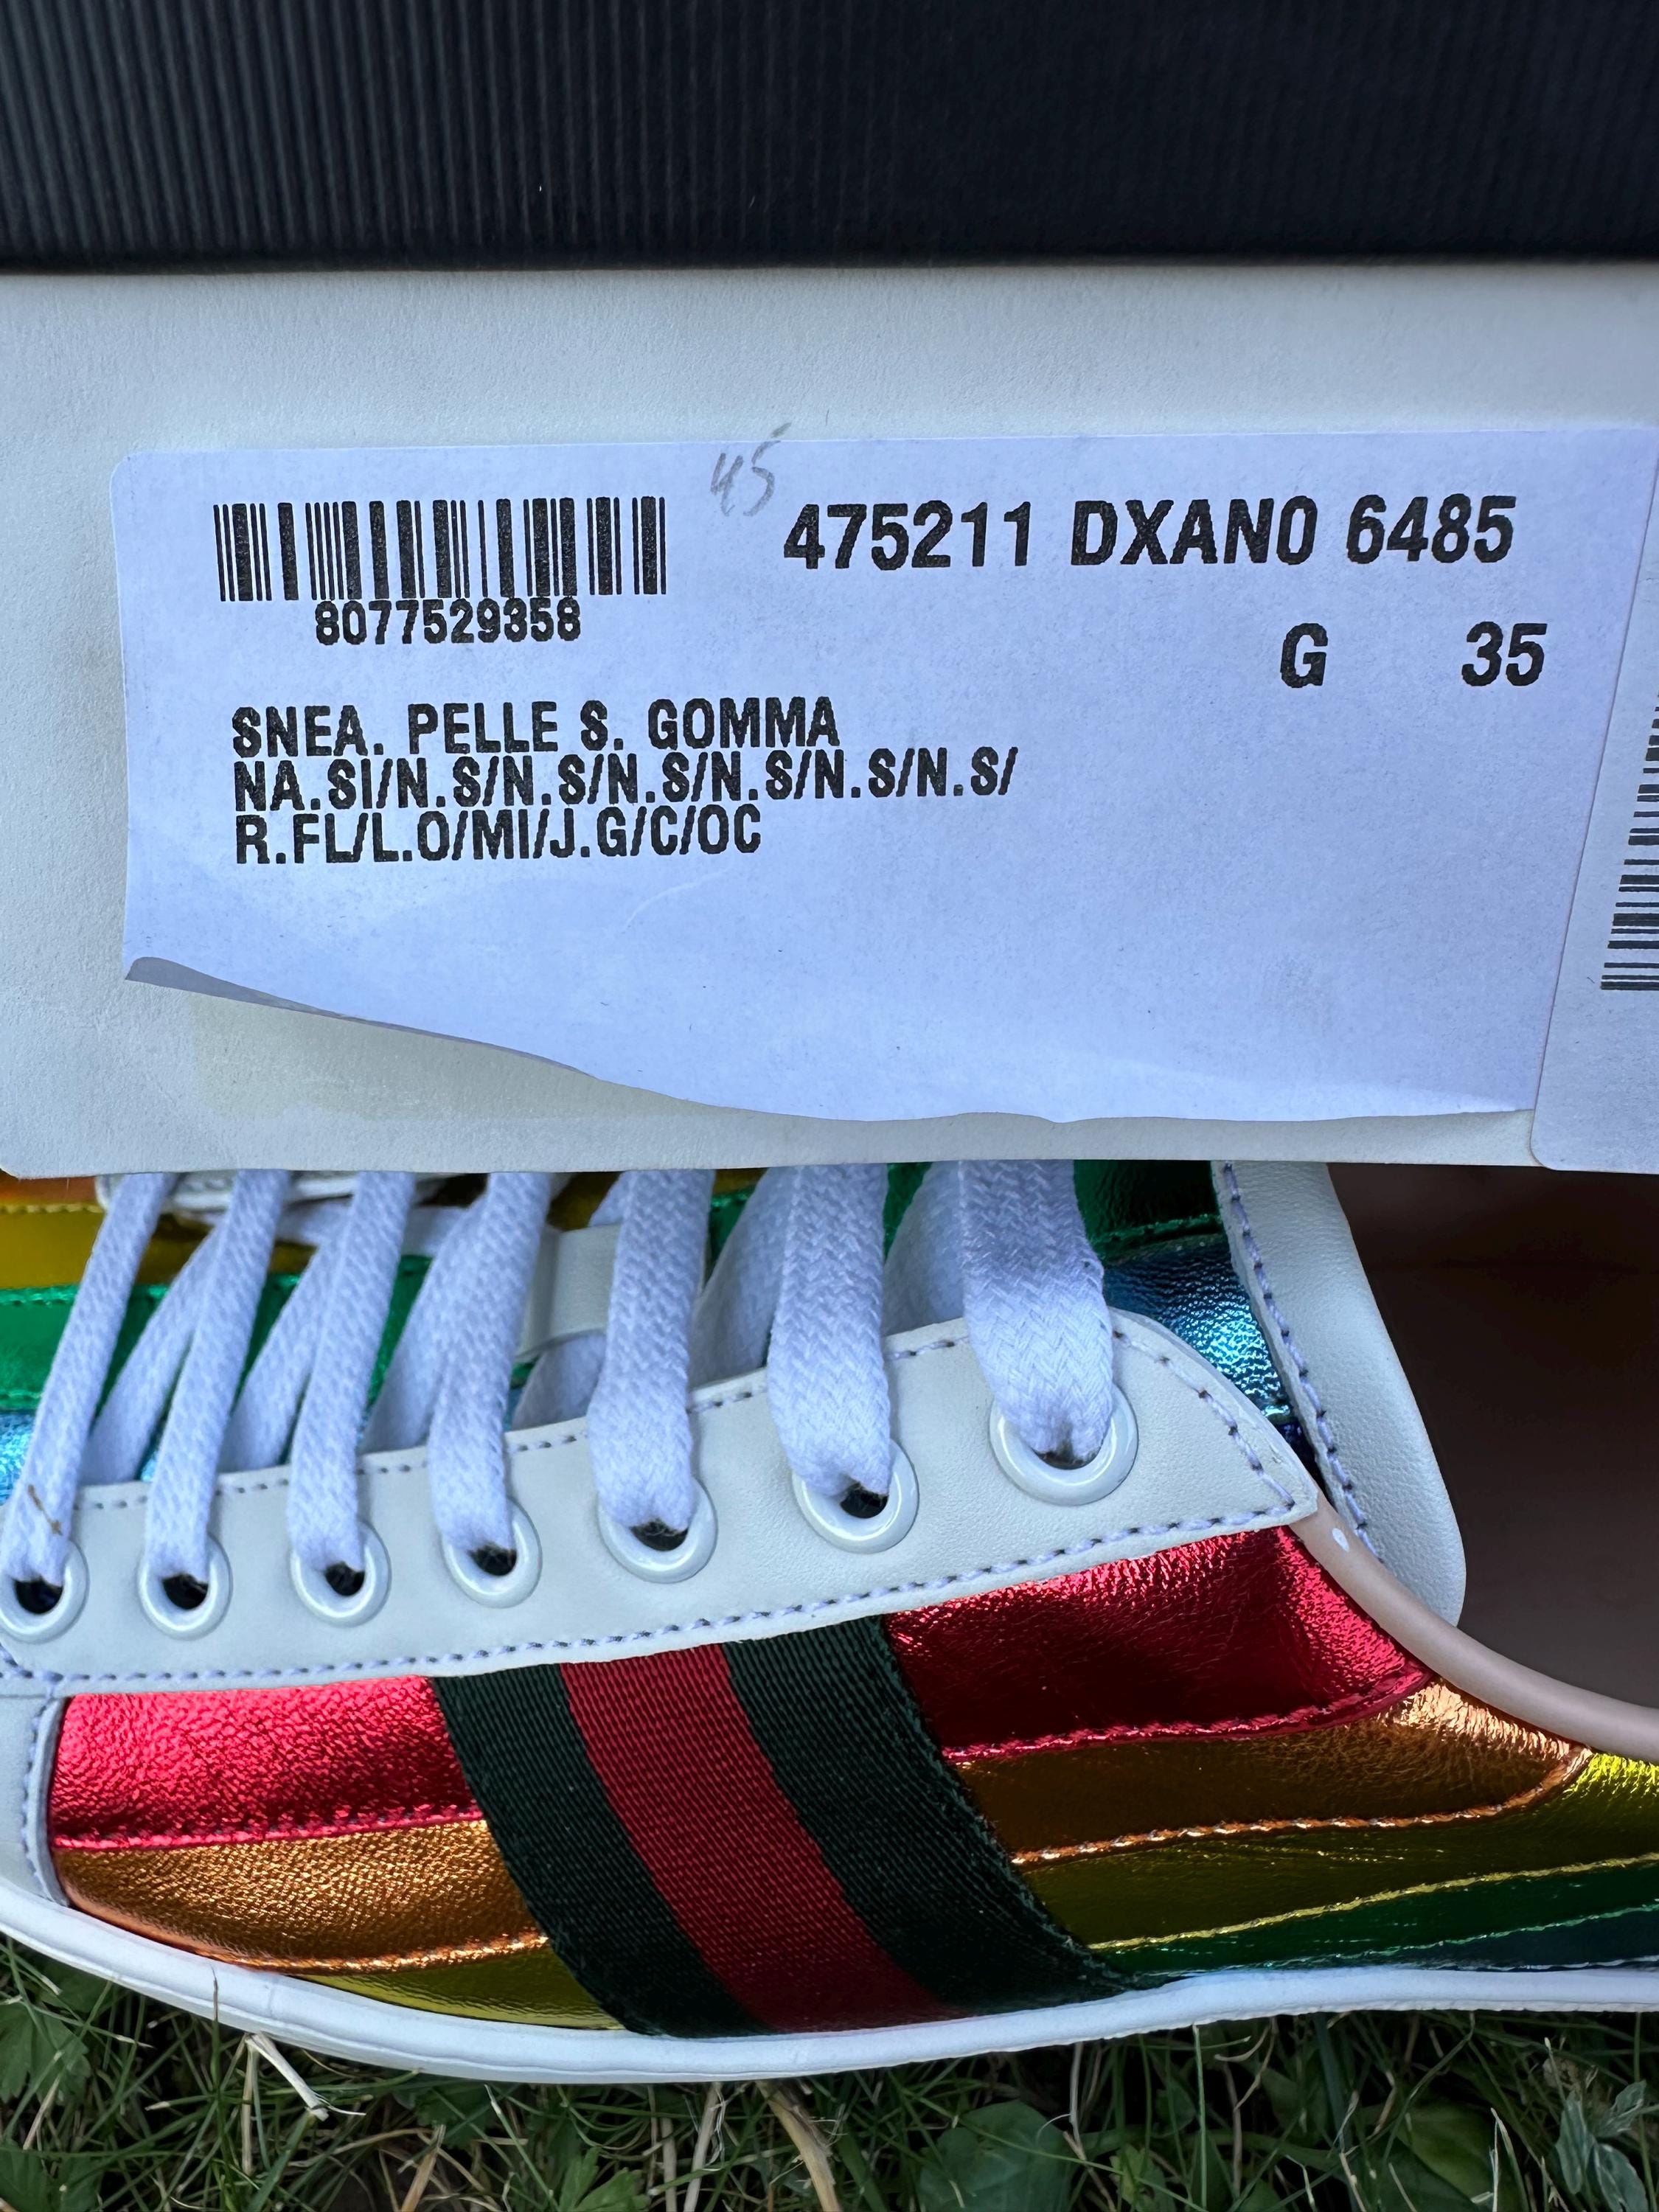 45
475211 DXAN0 6485
8077529358
G 35
SNEA. PELLE S. GOMMA
NA.SI/N.S/N.S/N.S/N.S/N.S/N.S/
R.FL/L.O/MI/J.G/C/OC